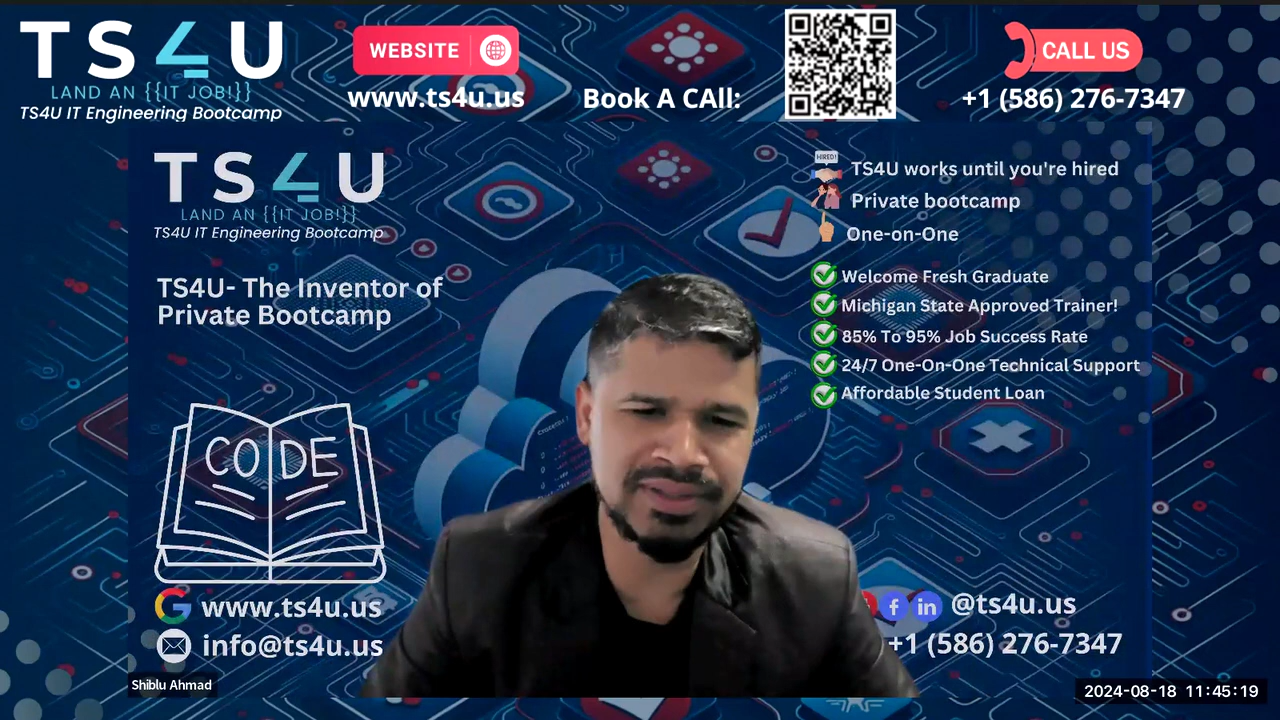 TS4U
LAND AN {{IT JOB!}}
TS4U IT Engineering Bootcamp
WEBSITE
www.ts4u.us
Book A CAll:
CALL US
+1 (586) 276-7347
TS4U
LAND AN {{IT JOB!}}
TS4U IT Engineering Bootcamp
TS4U- The Inventor of
Private Bootcamp
HIRED!
TS4U works until you're hired
Private bootcamp
One-on-One
Welcome Fresh Graduate
Michigan State Approved Trainer!
85% To 95% Job Success Rate
24/7 One-On-One Technical Support
Affordable Student Loan
CODE
www.ts4u.us
info@ts4u.us
@ts4u.us
+1 (586) 276-7347
Shiblu Ahmad
2024-08-18 11:45:19